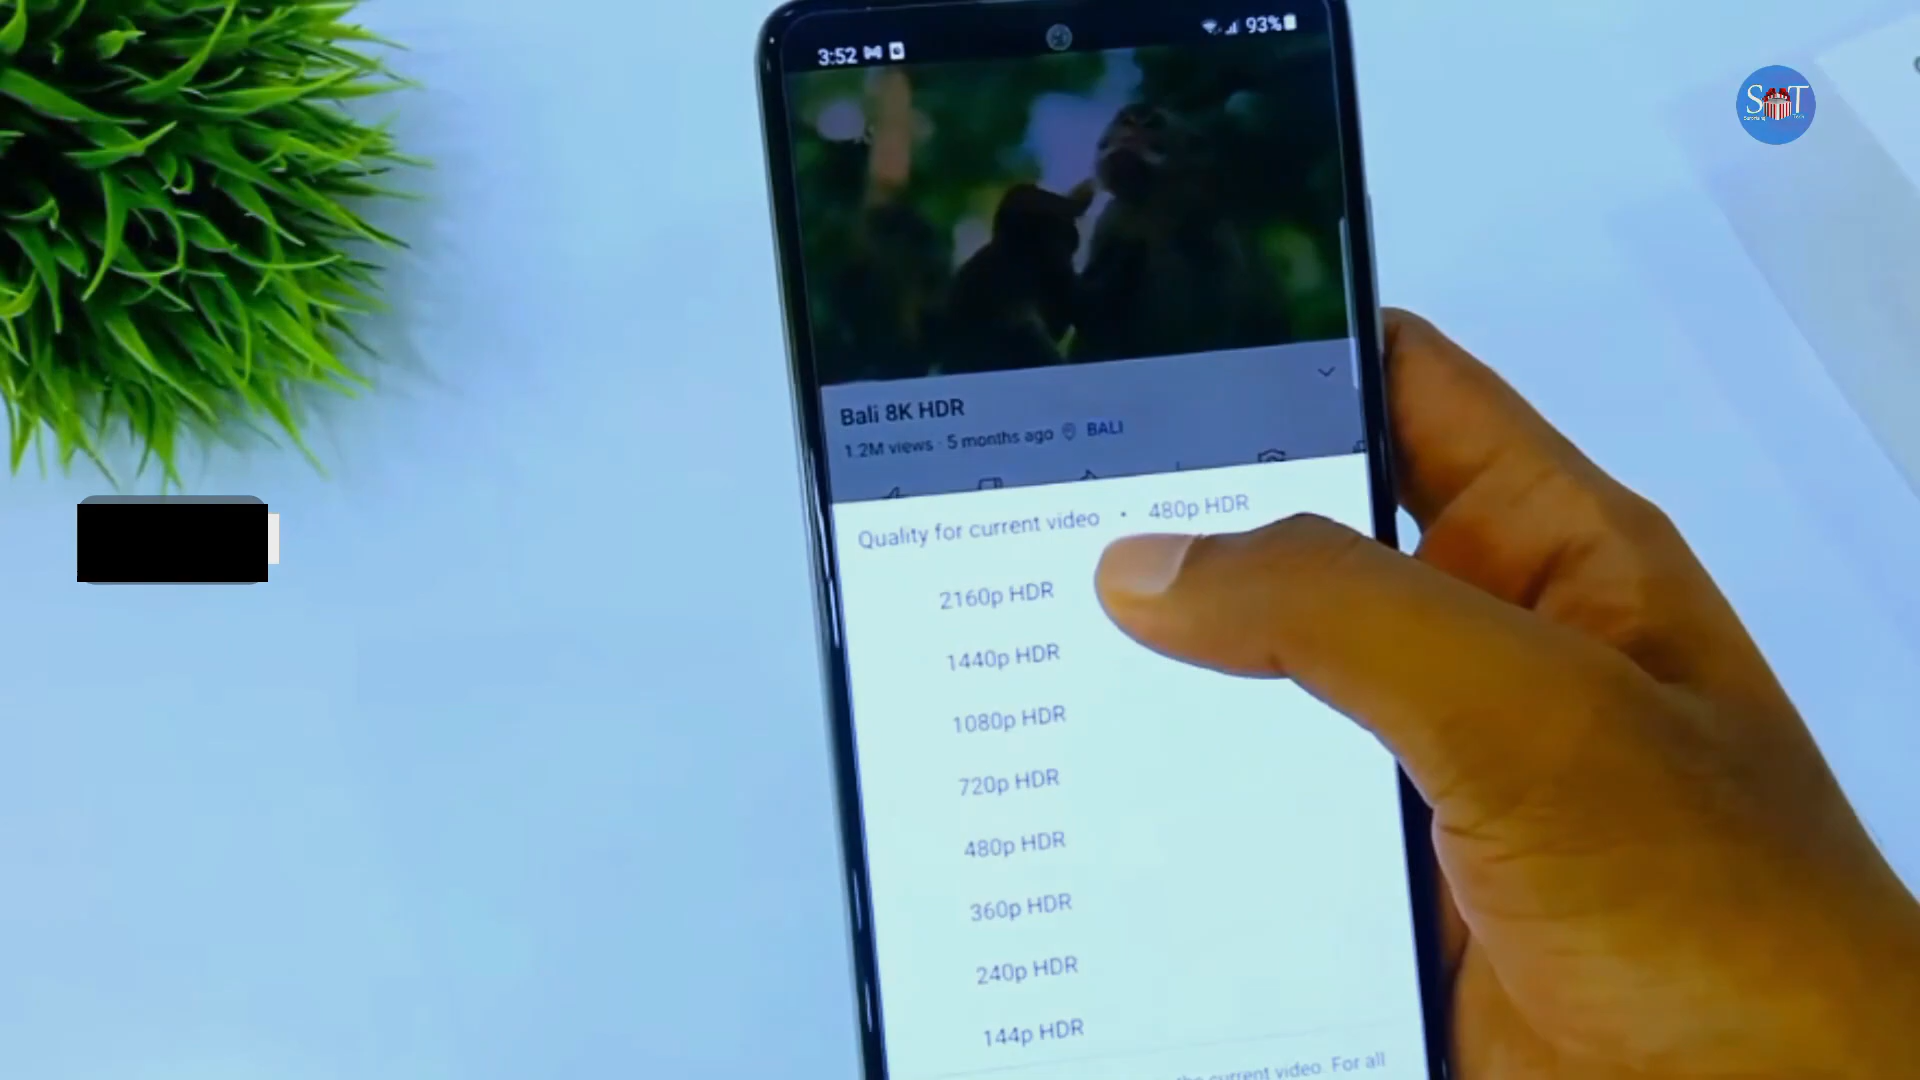 3:52
93%
S T
Bali 8K HDR
1.2M views · 5 months ago BALI
Quality for current video • 480p HDR
2160p HDR
1440p HDR
1080p HDR
720p HDR
480p HDR
360p HDR
240p HDR
144p HDR
the current video. For all